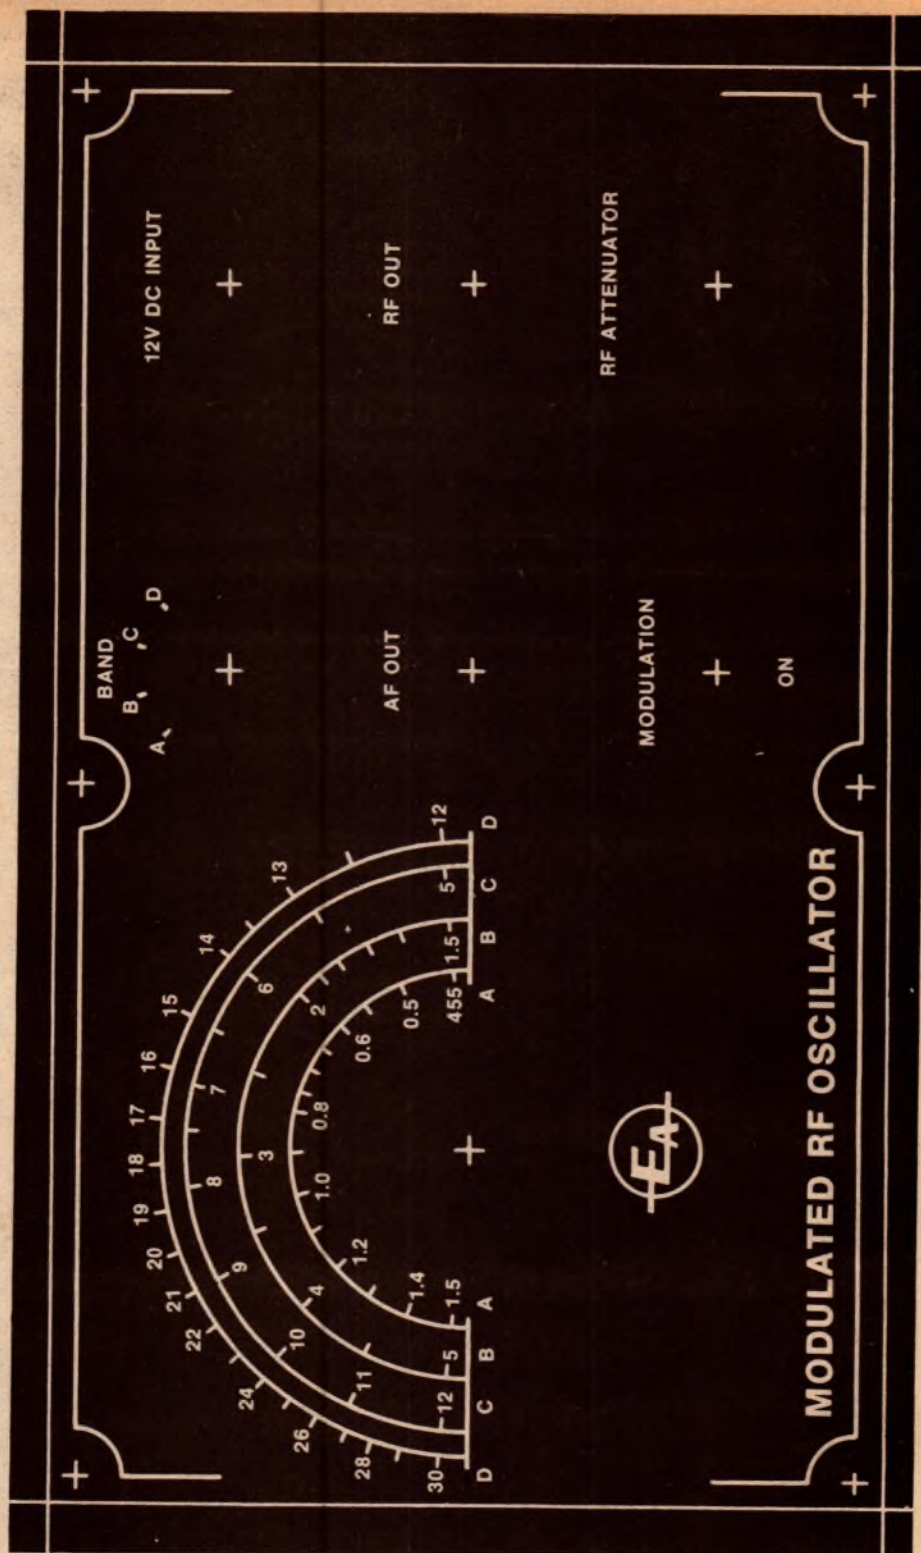 30 28 26 24 22 21 20 19 18 17 16 15 14 13 12
12 11 10 9 8 7 6 5
5 4 3 2 1.5
1.5 1.4 1.2 1.0 0.8 0.6 0.5 455
D C B A A B C D
BAND
A B C D
12V DC INPUT
AF OUT
RF OUT
EA
MODULATION
ON
RF ATTENUATOR
MODULATED RF OSCILLATOR